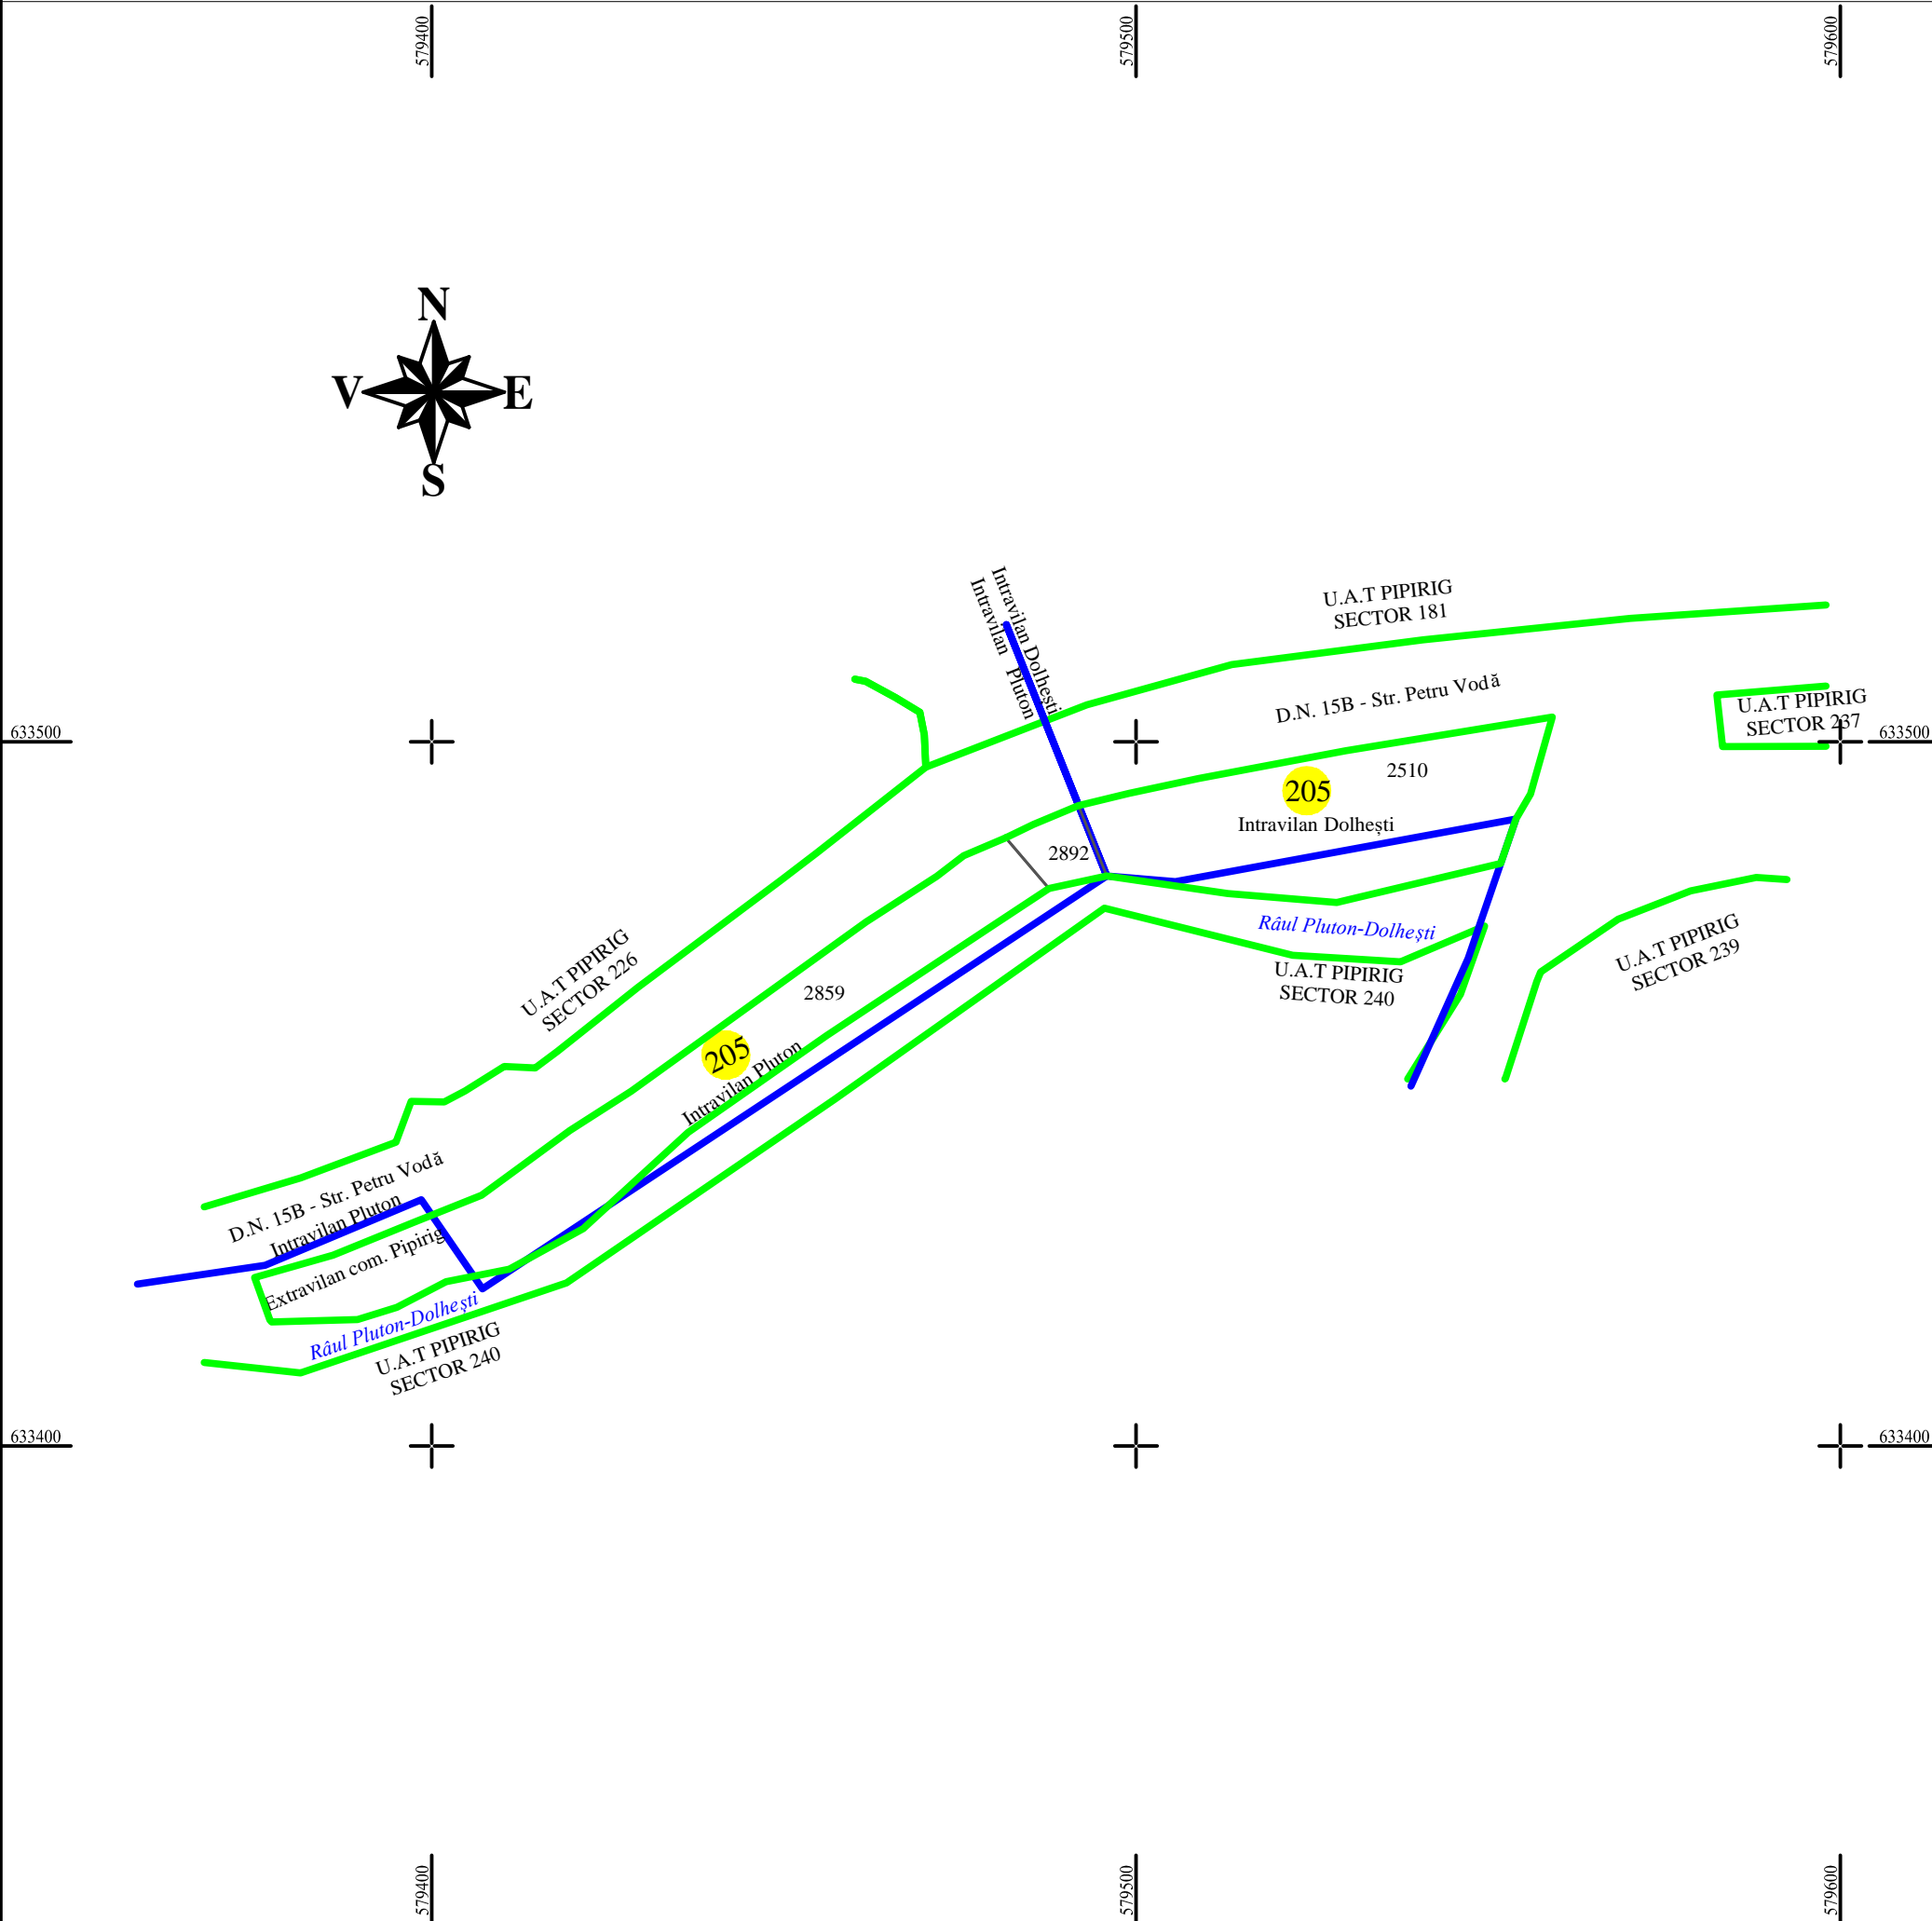 579400
579500
579600
N
V
E
S
Intravilan Dolhești
Intravilan Pluton
U.A.T PIPIRIG
SECTOR 181
D.N. 15B - Str. Petru Vodă
U.A.T PIPIRIG
SECTOR 237
633500
633500
2510
205
Intravilan Dolhești
2892
Râul Pluton-Dolhești
U.A.T PIPIRIG
SECTOR 240
U.A.T PIPIRIG
SECTOR 239
U.A.T PIPIRIG
SECTOR 226
2859
205
Intravilan Pluton
D.N. 15B - Str. Petru Vodă
Intravilan Pluton
Extravilan com. Pipirig
Râul Pluton-Dolhești
U.A.T PIPIRIG
SECTOR 240
633400
633400
579400
579500
579600